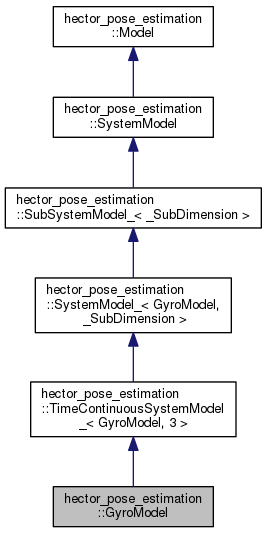 hector_pose_estimation
::Model
hector_pose_estimation
::SystemModel
hector_pose_estimation
::SubSystemModel_< _SubDimension >
hector_pose_estimation
::SystemModel_< GyroModel,
_SubDimension >
hector_pose_estimation
::TimeContinuousSystemModel
_< GyroModel, 3 >
hector_pose_estimation
::GyroModel